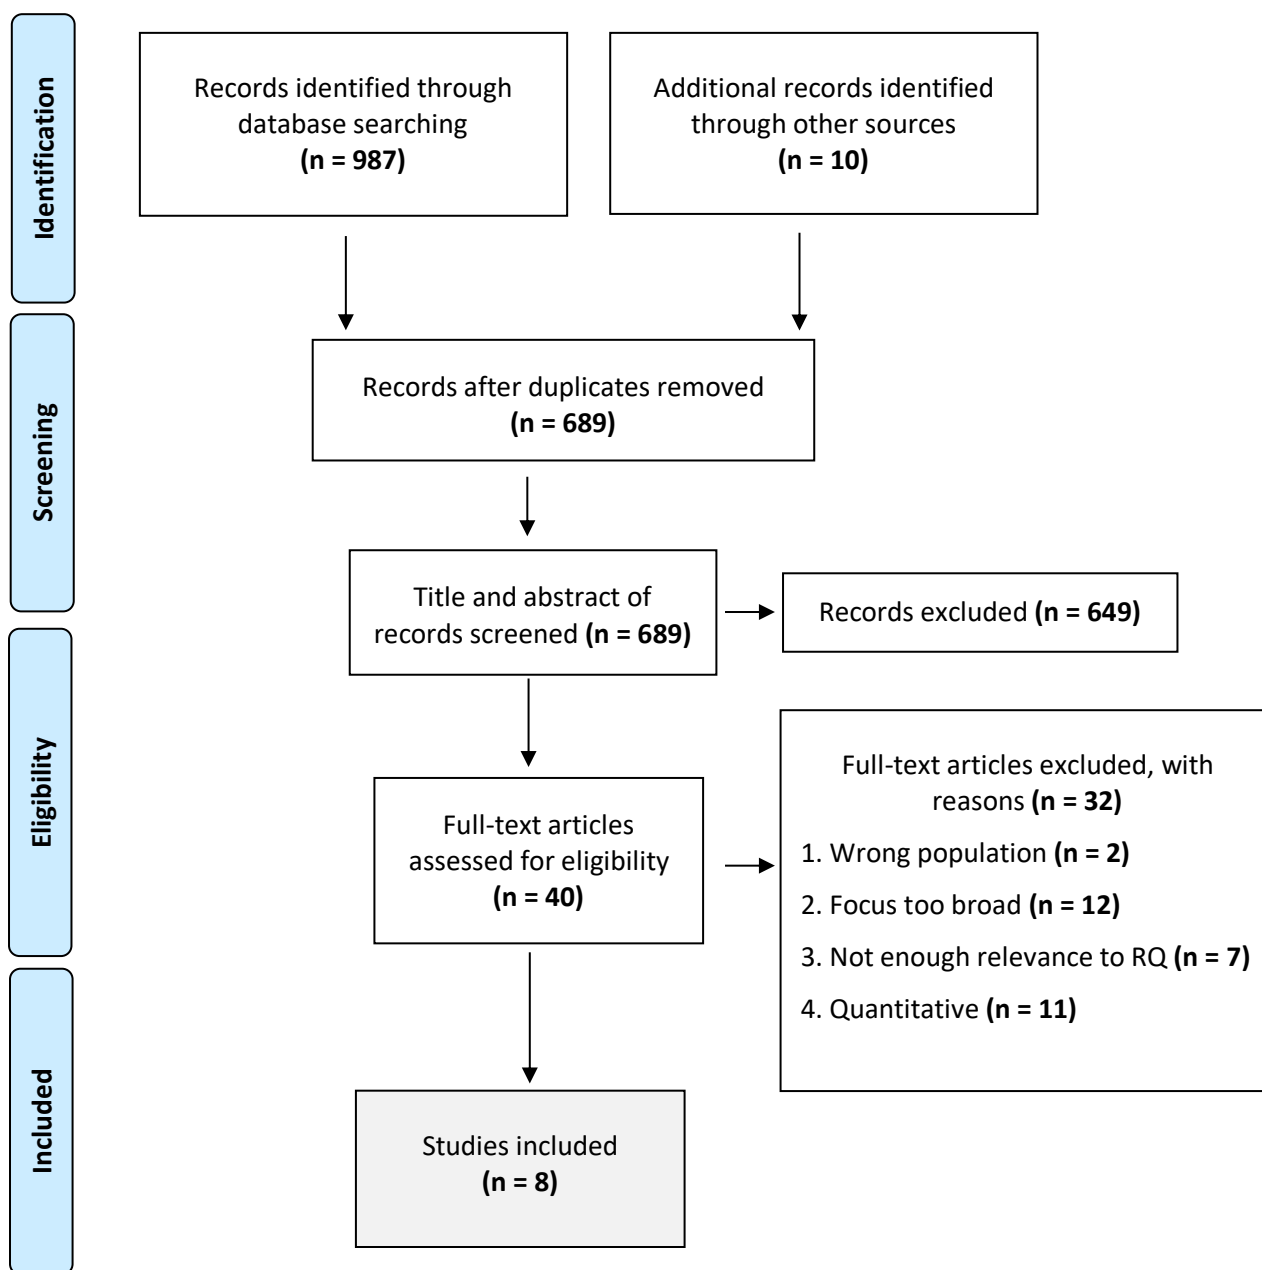 Identification
Records identified through
database searching
(n = 987)
Additional records identified
through other sources
(n = 10)
Screening
Records after duplicates removed
(n = 689)
Title and abstract of
records screened (n = 689)
Records excluded (n = 649)
Eligibility
Full-text articles
assessed for eligibility
(n = 40)
Full-text articles excluded, with
reasons (n = 32)
1. Wrong population (n = 2)
2. Focus too broad (n = 12)
3. Not enough relevance to RQ (n = 7)
4. Quantitative (n = 11)
Included
Studies included
(n = 8)